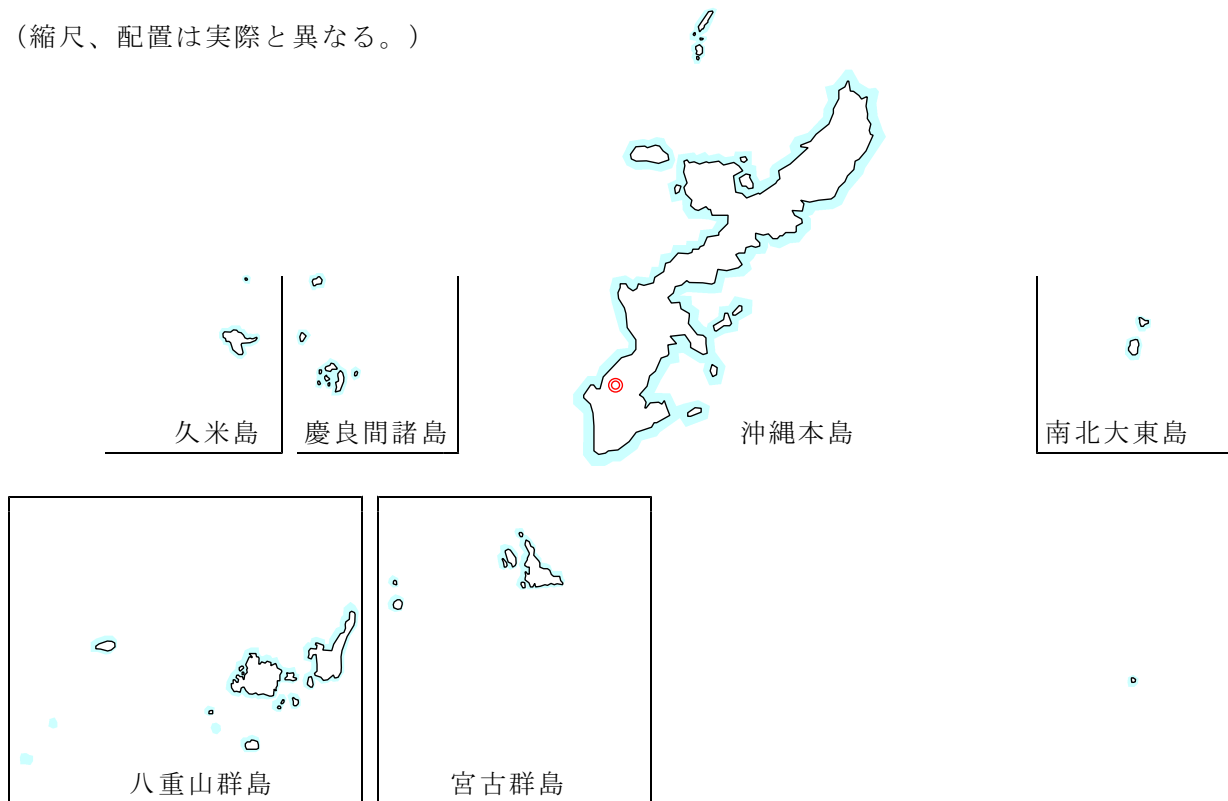 （縮尺、配置は実際と異なる。）
久米島
慶良間諸島
沖縄本島
南北大東島
八重山群島
宮古群島